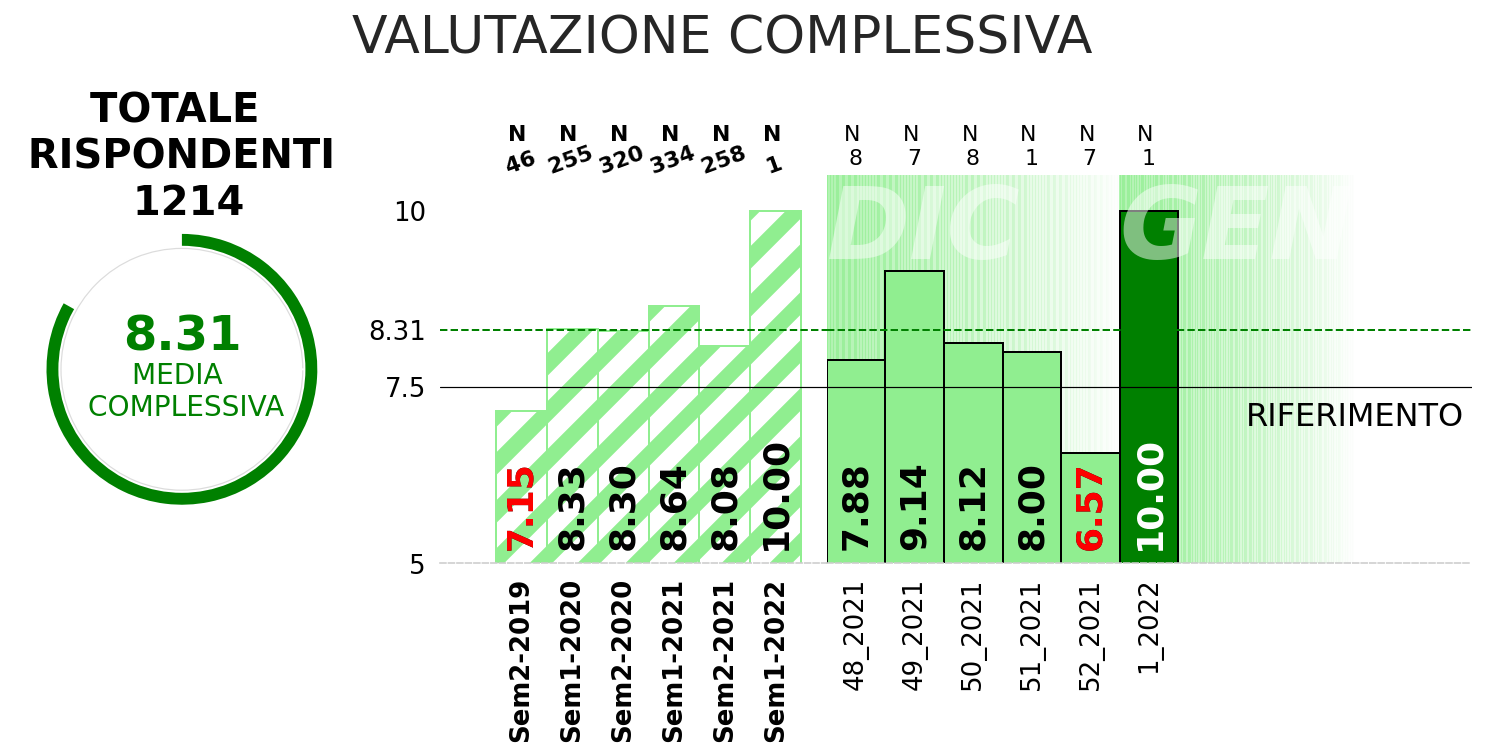 VALUTAZIONE COMPLESSIVA
TOTALE
RISPONDENTI
1214
8.31
MEDIA
COMPLESSIVA
N N N N N N
46 255 320 334 258 1
N N N N N N
8 7 8 1 7 1
DIC GEN
10
8.31
7.5
5
RIFERIMENTO
7.15 8.33 8.30 8.64 8.08 10.00
7.88 9.14 8.12 8.00 6.57 10.00
Sem2-2019 Sem1-2020 Sem2-2020 Sem1-2021 Sem2-2021 Sem1-2022
48_2021 49_2021 50_2021 51_2021 52_2021 1_2022